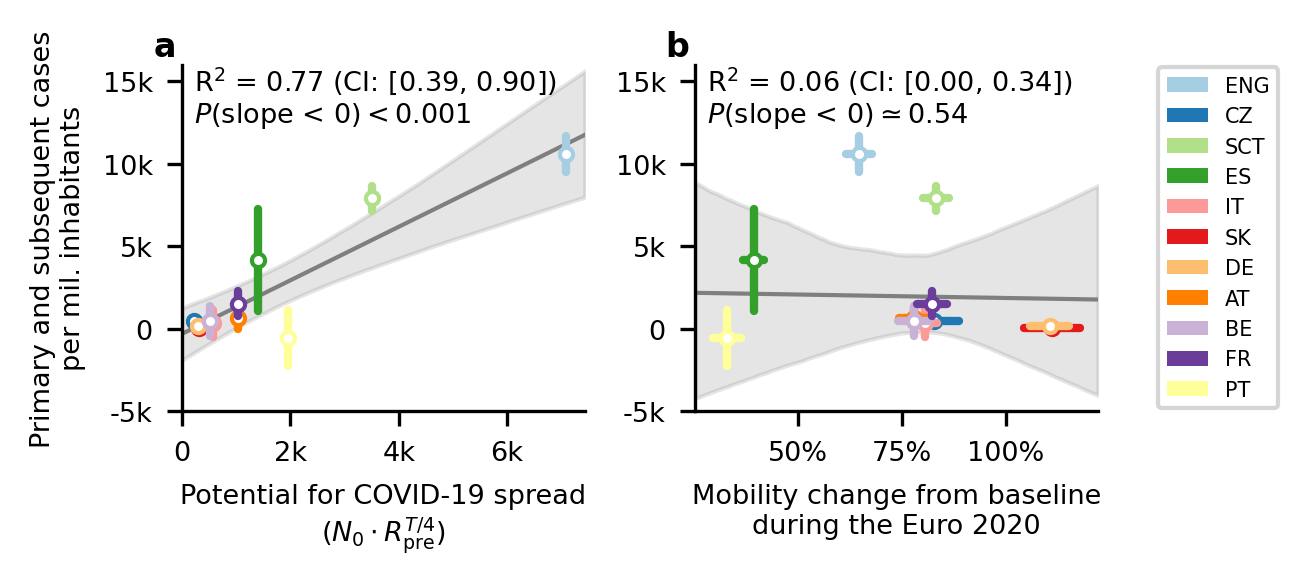 a
b
Primary and subsequent cases
per mil. inhabitants
15k
10k
5k
0
-5k
R² = 0.77 (CI: [0.39, 0.90])
P(slope < 0) < 0.001
0
2k
4k
6k
Potential for COVID-19 spread
(N₀ · R_pre^{T/4})
15k
10k
5k
0
-5k
R² = 0.06 (CI: [0.00, 0.34])
P(slope < 0) ≃ 0.54
50%
75%
100%
Mobility change from baseline
during the Euro 2020
ENG
CZ
SCT
ES
IT
SK
DE
AT
BE
FR
PT